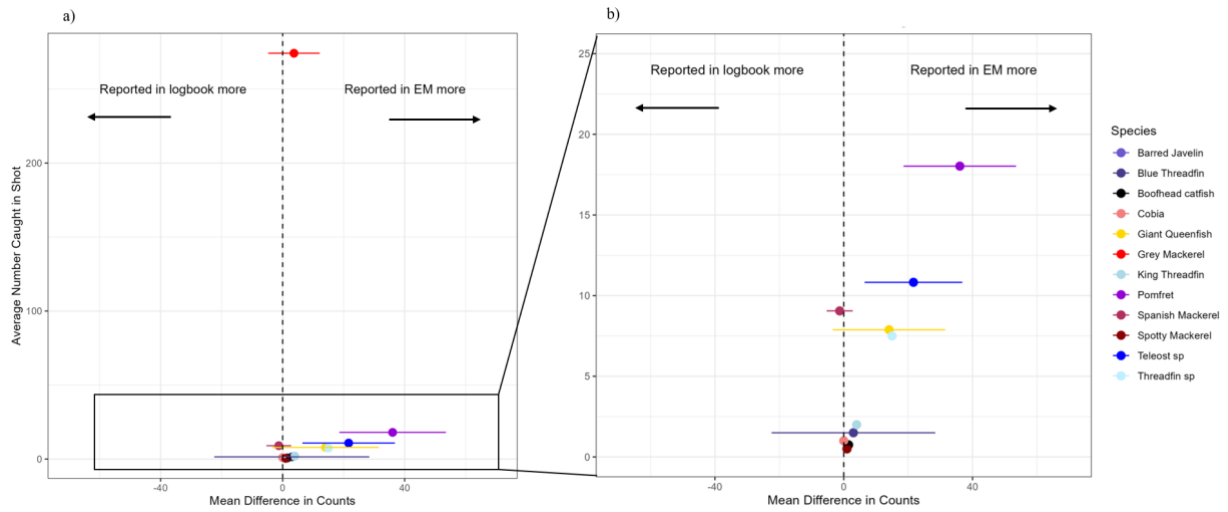 a)
b)
Reported in logbook more
Reported in EM more
200
100
0
-40
0
40
Average Number Caught in Shot
Mean Difference in Counts
Reported in logbook more
Reported in EM more
25
20
15
10
5
0
-40
0
40
Mean Difference in Counts
Species
Barred Javelin
Blue Threadfin
Boofhead catfish
Cobia
Giant Queenfish
Grey Mackerel
King Threadfin
Pomfret
Spanish Mackerel
Spotty Mackerel
Teleost sp
Threadfin sp